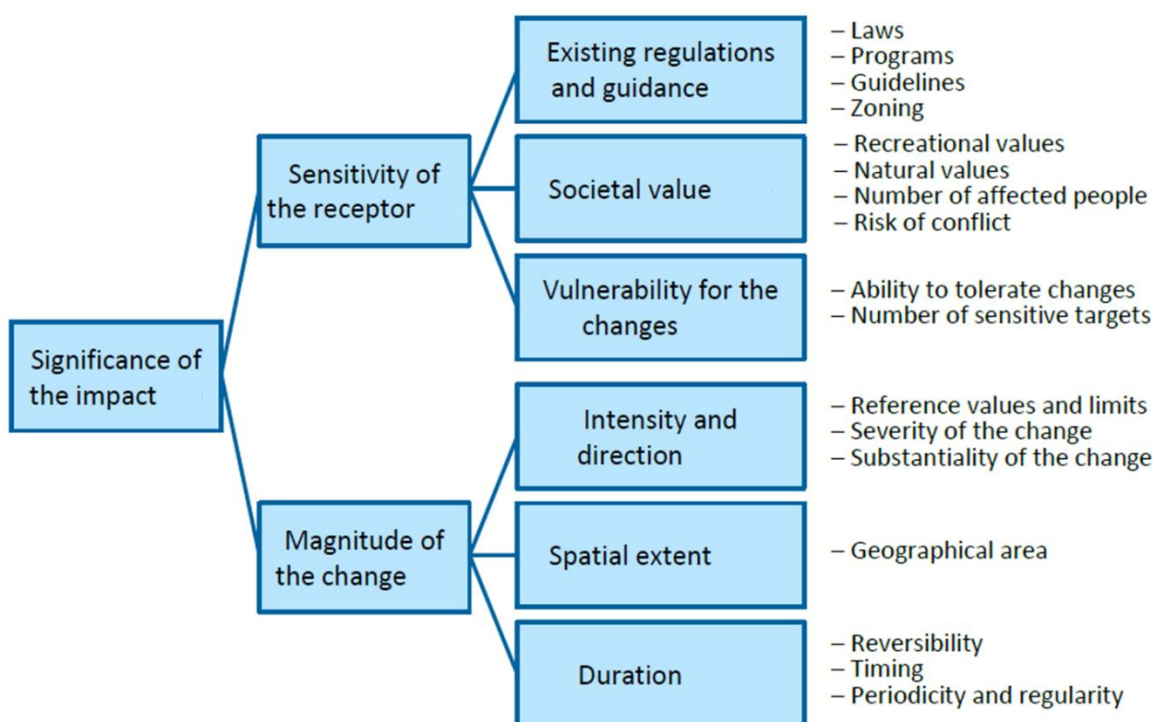 Existing regulations
and guidance
– Laws
– Programs
– Guidelines
– Zoning
Sensitivity of
the receptor
Societal value
– Recreational values
– Natural values
– Number of affected people
– Risk of conflict
Vulnerability for the
changes
– Ability to tolerate changes
– Number of sensitive targets
Significance of
the impact
Intensity and
direction
– Reference values and limits
– Severity of the change
– Substantiality of the change
Magnitude of
the change
Spatial extent
– Geographical area
Duration
– Reversibility
– Timing
– Periodicity and regularity